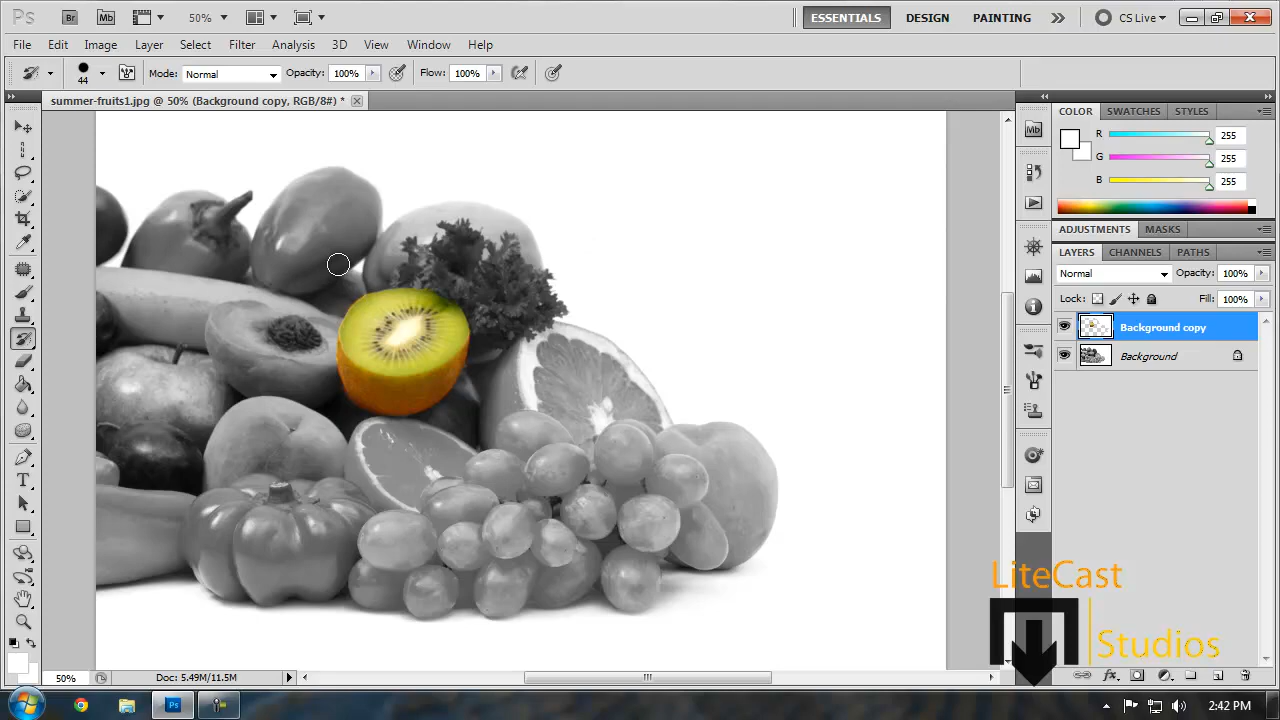 Ps Br Mb 50% ESSENTIALS DESIGN PAINTING CS Live
File Edit Image Layer Select Filter Analysis 3D View Window Help
44 Mode: Normal Opacity: 100% Flow: 100%
summer-fruits1.jpg @ 50% (Background copy, RGB/8#) *
COLOR SWATCHES STYLES
Mb
R 255
G 255
B 255
ADJUSTMENTS MASKS
LAYERS CHANNELS PATHS
Normal Opacity: 100%
Lock: Fill: 100%
Background copy
Background
T
LiteCast
Studios
50% Doc: 5.49M/11.5M
fx
Ps 2:42 PM